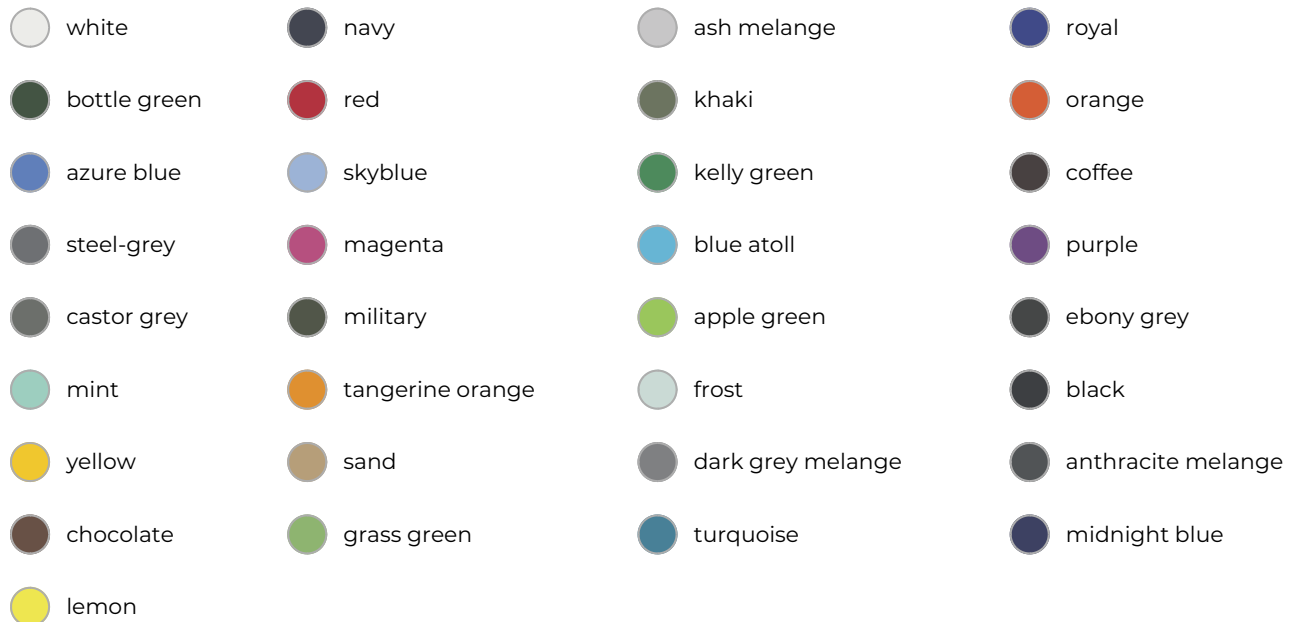 white navy ash melange royal
bottle green red khaki orange
azure blue skyblue kelly green coffee
steel-grey magenta blue atoll purple
castor grey military apple green ebony grey
mint tangerine orange frost black
yellow sand dark grey melange anthracite melange
chocolate grass green turquoise midnight blue
lemon